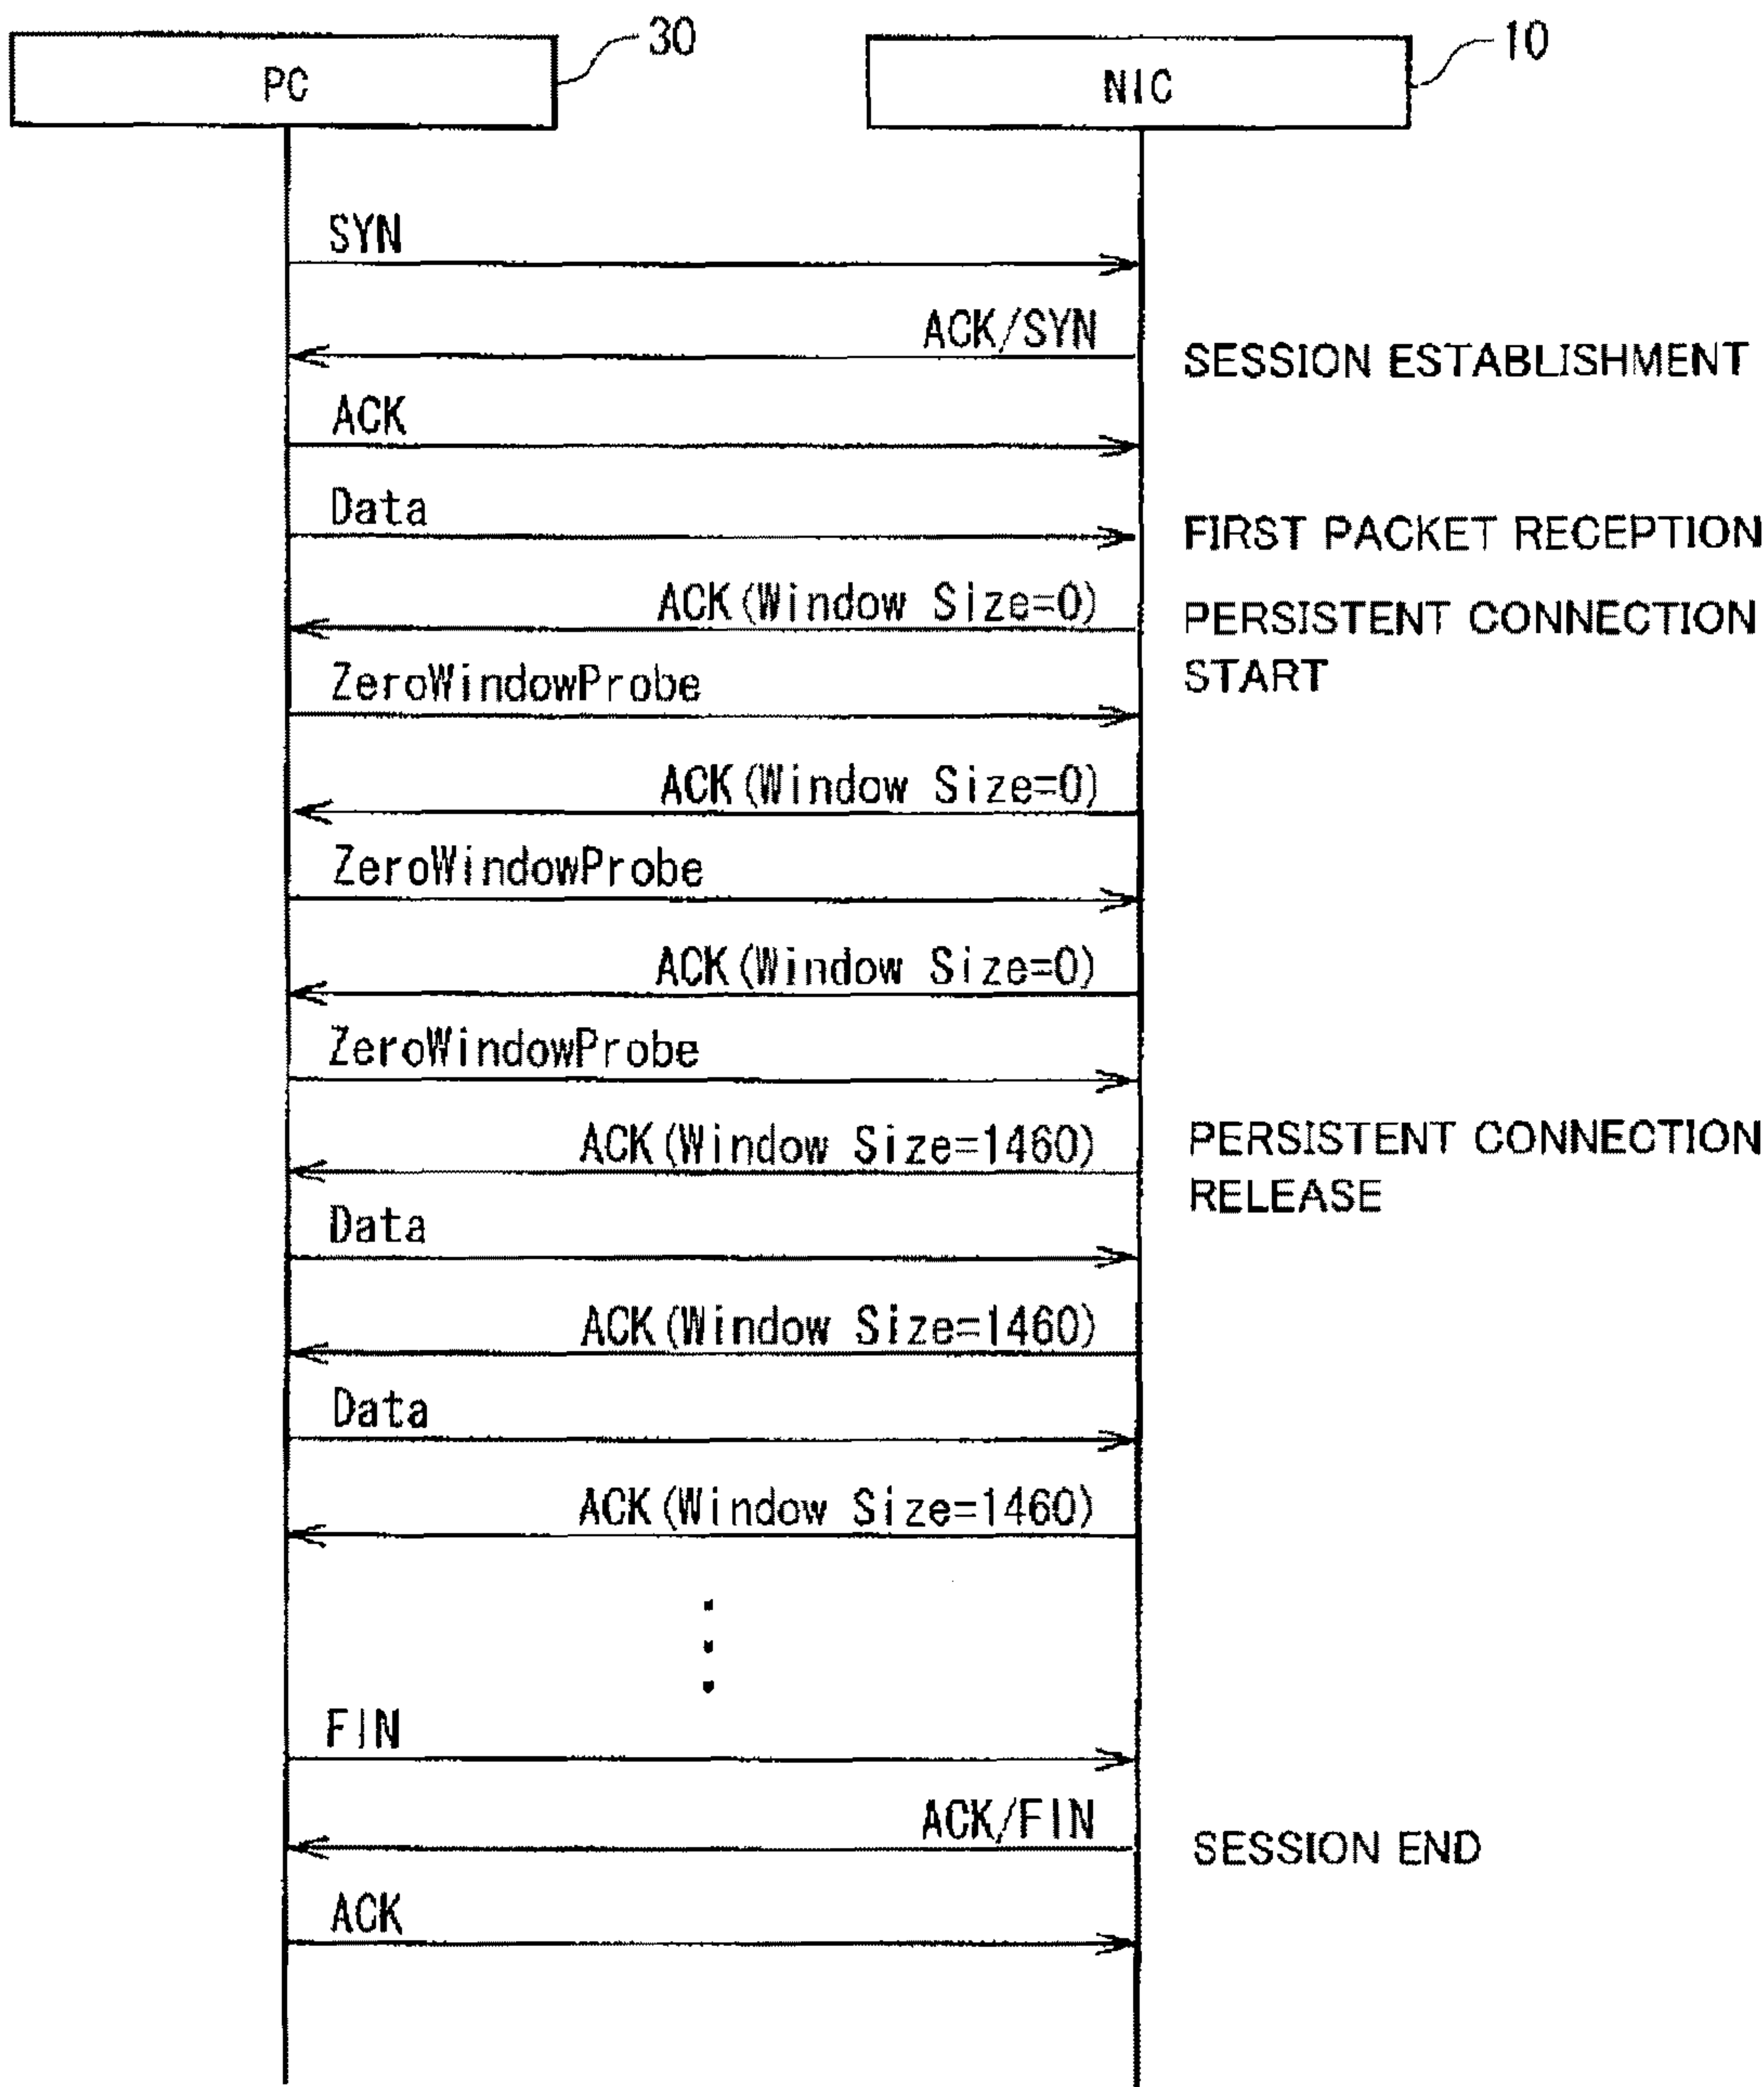 PC
30
NIC
10
SYN
ACK/SYN
SESSION ESTABLISHMENT
ACK
Data
FIRST PACKET RECEPTION
ACK(Window Size=0)
PERSISTENT CONNECTION
START
ZeroWindowProbe
ACK(Window Size=0)
ZeroWindowProbe
ACK(Window Size=0)
ZeroWindowProbe
ACK(Window Size=1460)
PERSISTENT CONNECTION
RELEASE
Data
ACK(Window Size=1460)
Data
ACK(Window Size=1460)
FIN
ACK/FIN
SESSION END
ACK